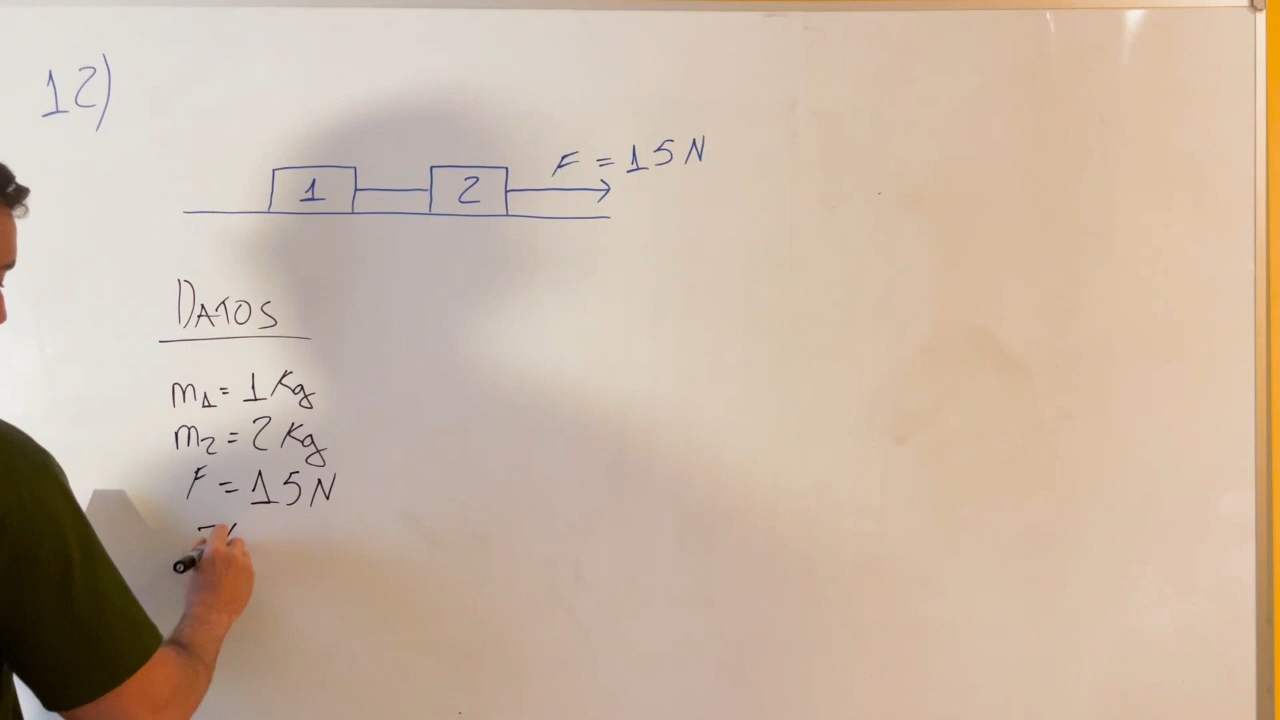 12)
F = 15 N
1 2
DATOS
m1 = 1 Kg
m2 = 2 Kg
F = 15 N